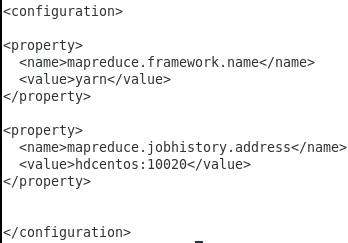 <configuration>
<property>
<name>mapreduce.framework.name</name>
<value>yarn</value>
</property>
<property>
<name>mapreduce.jobhistory.address</name>
<value>hdcentos:10020</value>
</property>
</configuration>